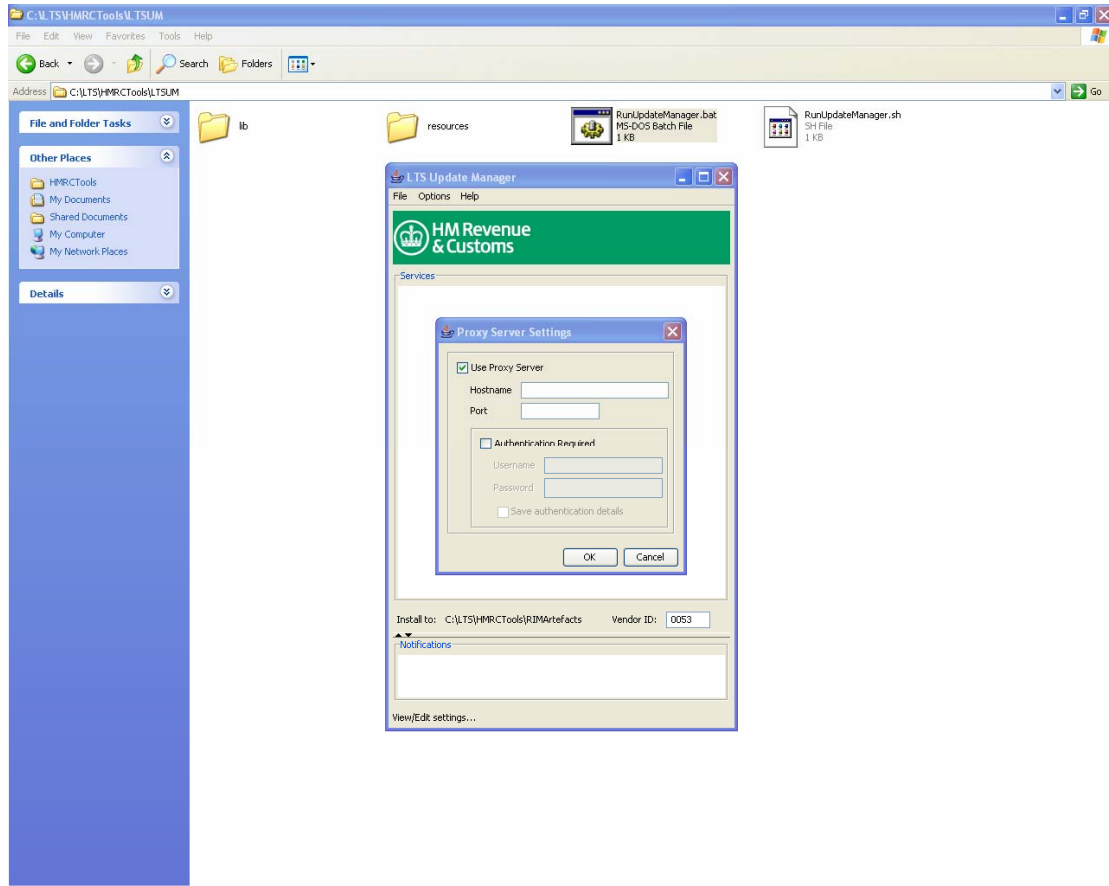 C:\LTS\HMRCTools\LTSUM
File Edit View Favorites Tools Help
Back Search Folders
Address C:\LTS\HMRCTools\LTSUM Go
File and Folder Tasks
Other Places
HMRCTools
My Documents
Shared Documents
My Computer
My Network Places
Details
lib
resources
RunUpdateManager.bat
MS-DOS Batch File
1 KB
RunUpdateManager.sh
SH File
1 KB
LTS Update Manager
File Options Help
HM Revenue
& Customs
Services
Proxy Server Settings
Use Proxy Server
Hostname
Port
Authentication Required
Username
Password
Save authentication details
OK Cancel
Install to: C:\LTS\HMRCTools\RIMArtefacts Vendor ID: 0053
Notifications
View/Edit settings...